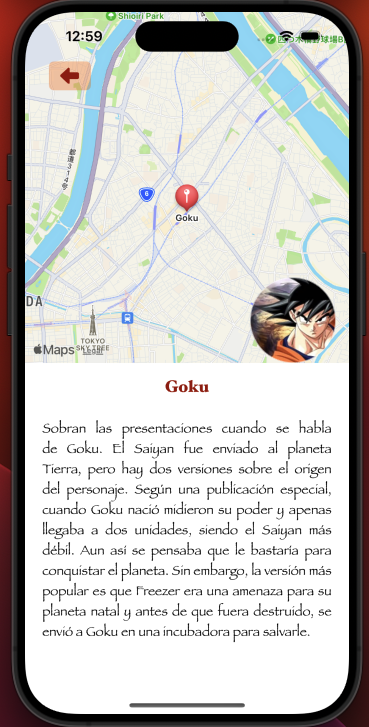 Shioiri Park
12:59
都道314号
6
Goku
DA
TOKYO
SKY TREE
Maps
Legal
Goku
Sobran las presentaciones cuando se habla
de Goku. El Saiyan fue enviado al planeta
Tierra, pero hay dos versiones sobre el origen
del personaje. Según una publicación especial,
cuando Goku nació midieron su poder y apenas
llegaba a dos unidades, siendo el Saiyan más
débil. Aun así se pensaba que le bastaría para
conquistar el planeta. Sin embargo, la versión más
popular es que Freezer era una amenaza para su
planeta natal y antes de que fuera destruido, se
envió a Goku en una incubadora para salvarle.